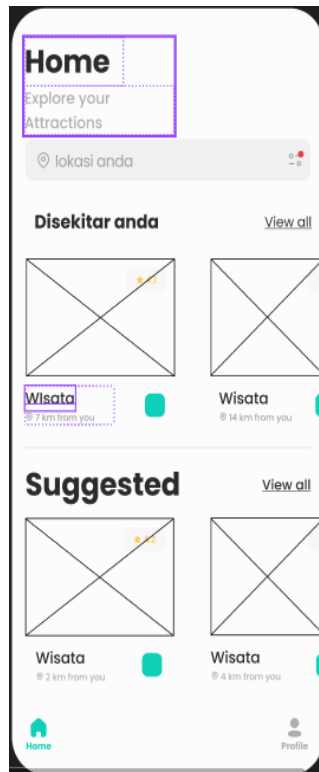 Home
Explore your
Attractions
lokasi anda
Disekitar anda
View all
WIsata
7 km from you
Wisata
14 km from you
Suggested
View all
Wisata
2 km from you
Wisata
4 km from you
Home
Profile